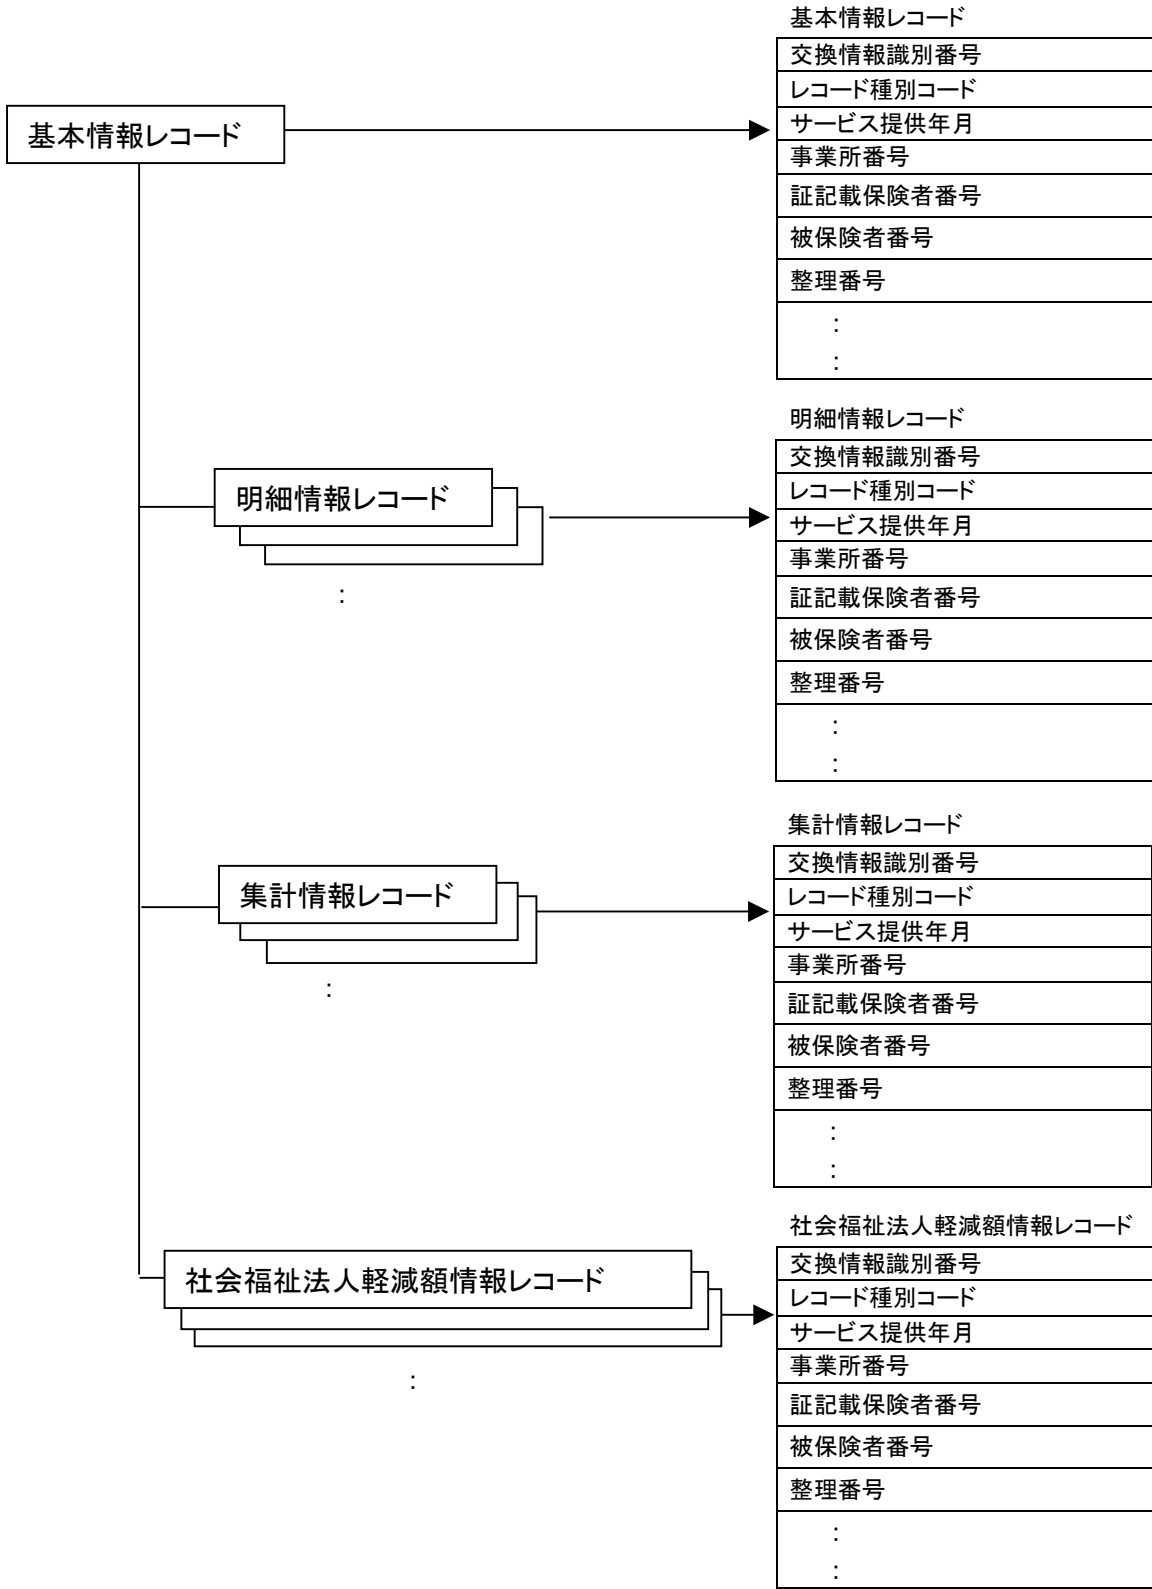 基本情報レコード
基本情報レコード
交換情報識別番号
レコード種別コード
サービス提供年月
事業所番号
証記載保険者番号
被保険者番号
整理番号
:
:
明細情報レコード
:
明細情報レコード
交換情報識別番号
レコード種別コード
サービス提供年月
事業所番号
証記載保険者番号
被保険者番号
整理番号
:
:
集計情報レコード
:
集計情報レコード
交換情報識別番号
レコード種別コード
サービス提供年月
事業所番号
証記載保険者番号
被保険者番号
整理番号
:
:
社会福祉法人軽減額情報レコード
:
社会福祉法人軽減額情報レコード
交換情報識別番号
レコード種別コード
サービス提供年月
事業所番号
証記載保険者番号
被保険者番号
整理番号
:
: